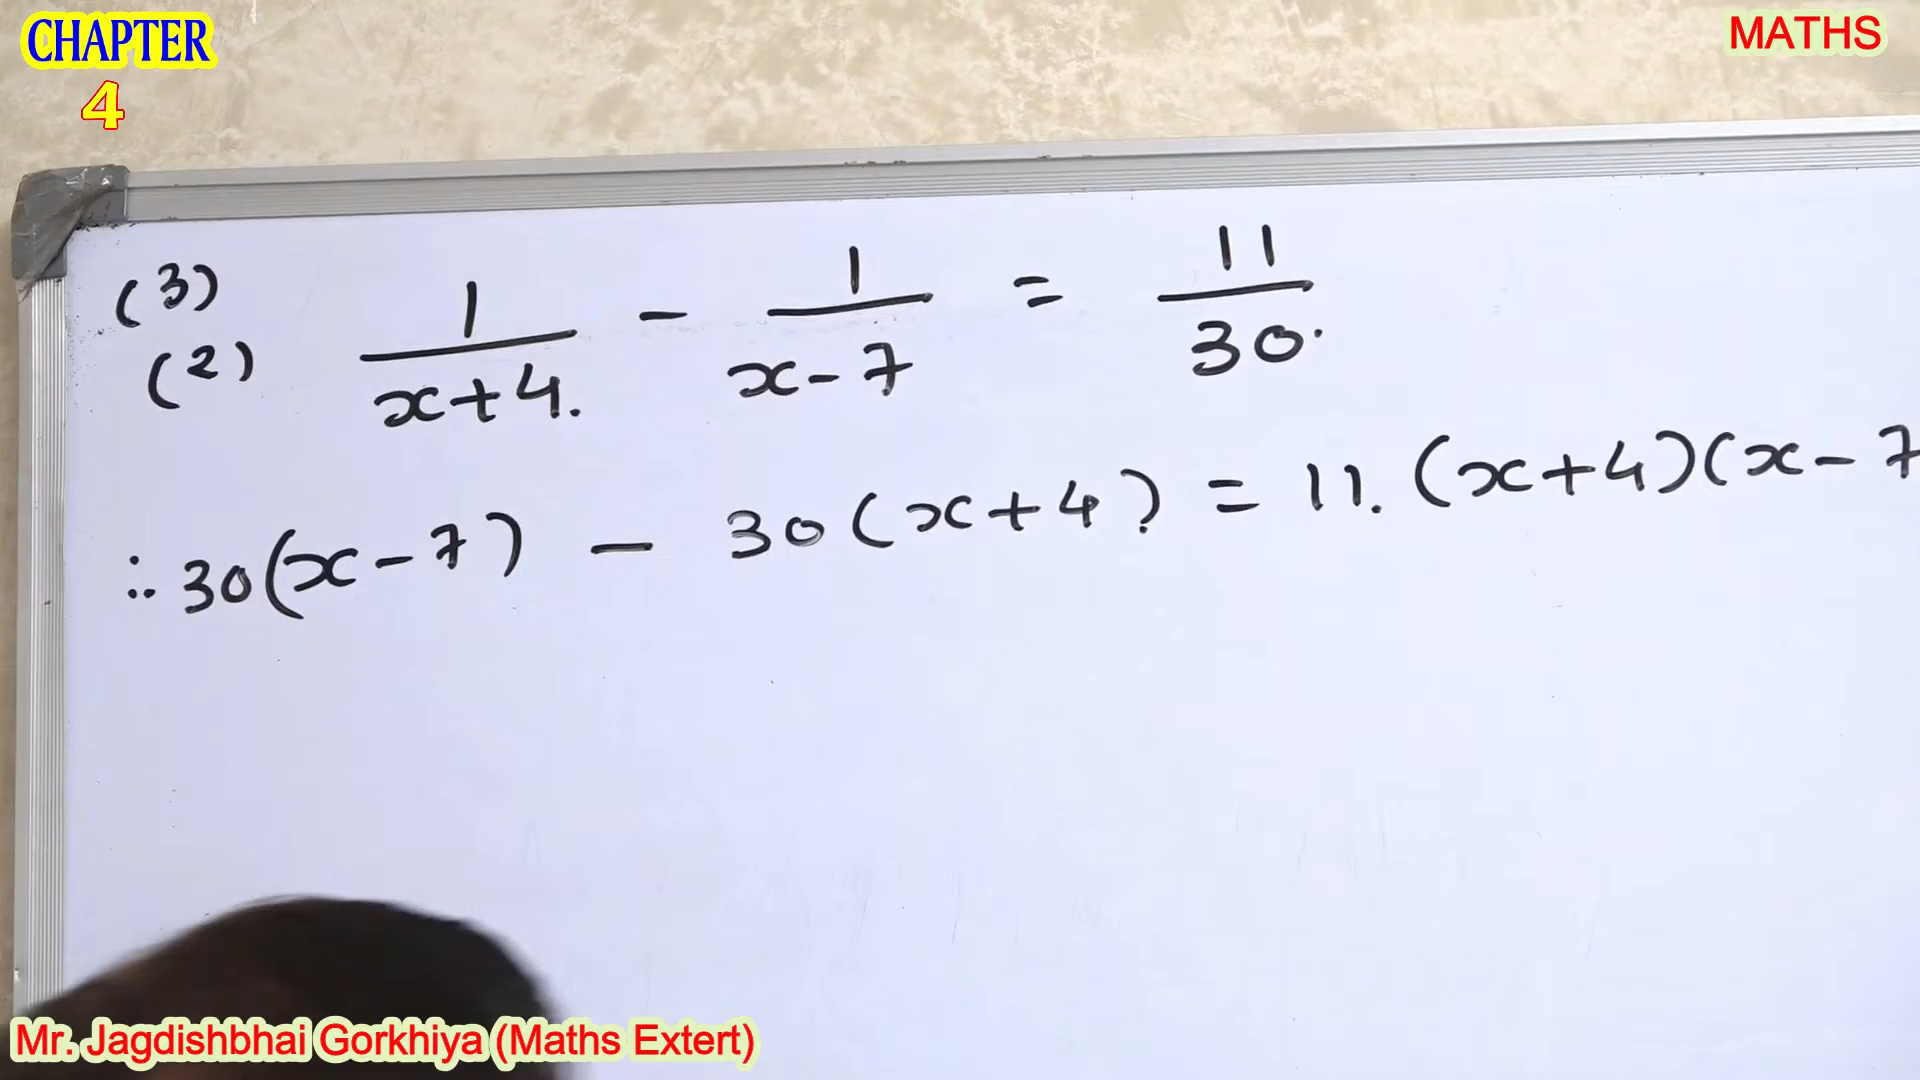 CHAPTER
4
MATHS
(3)
(2) 1/x+4. - 1/x-7 = 11/30.
∴ 30(x-7) - 30(x+4) = 11. (x+4)(x-7
Mr. Jagdishbhai Gorkhiya (Maths Extert)